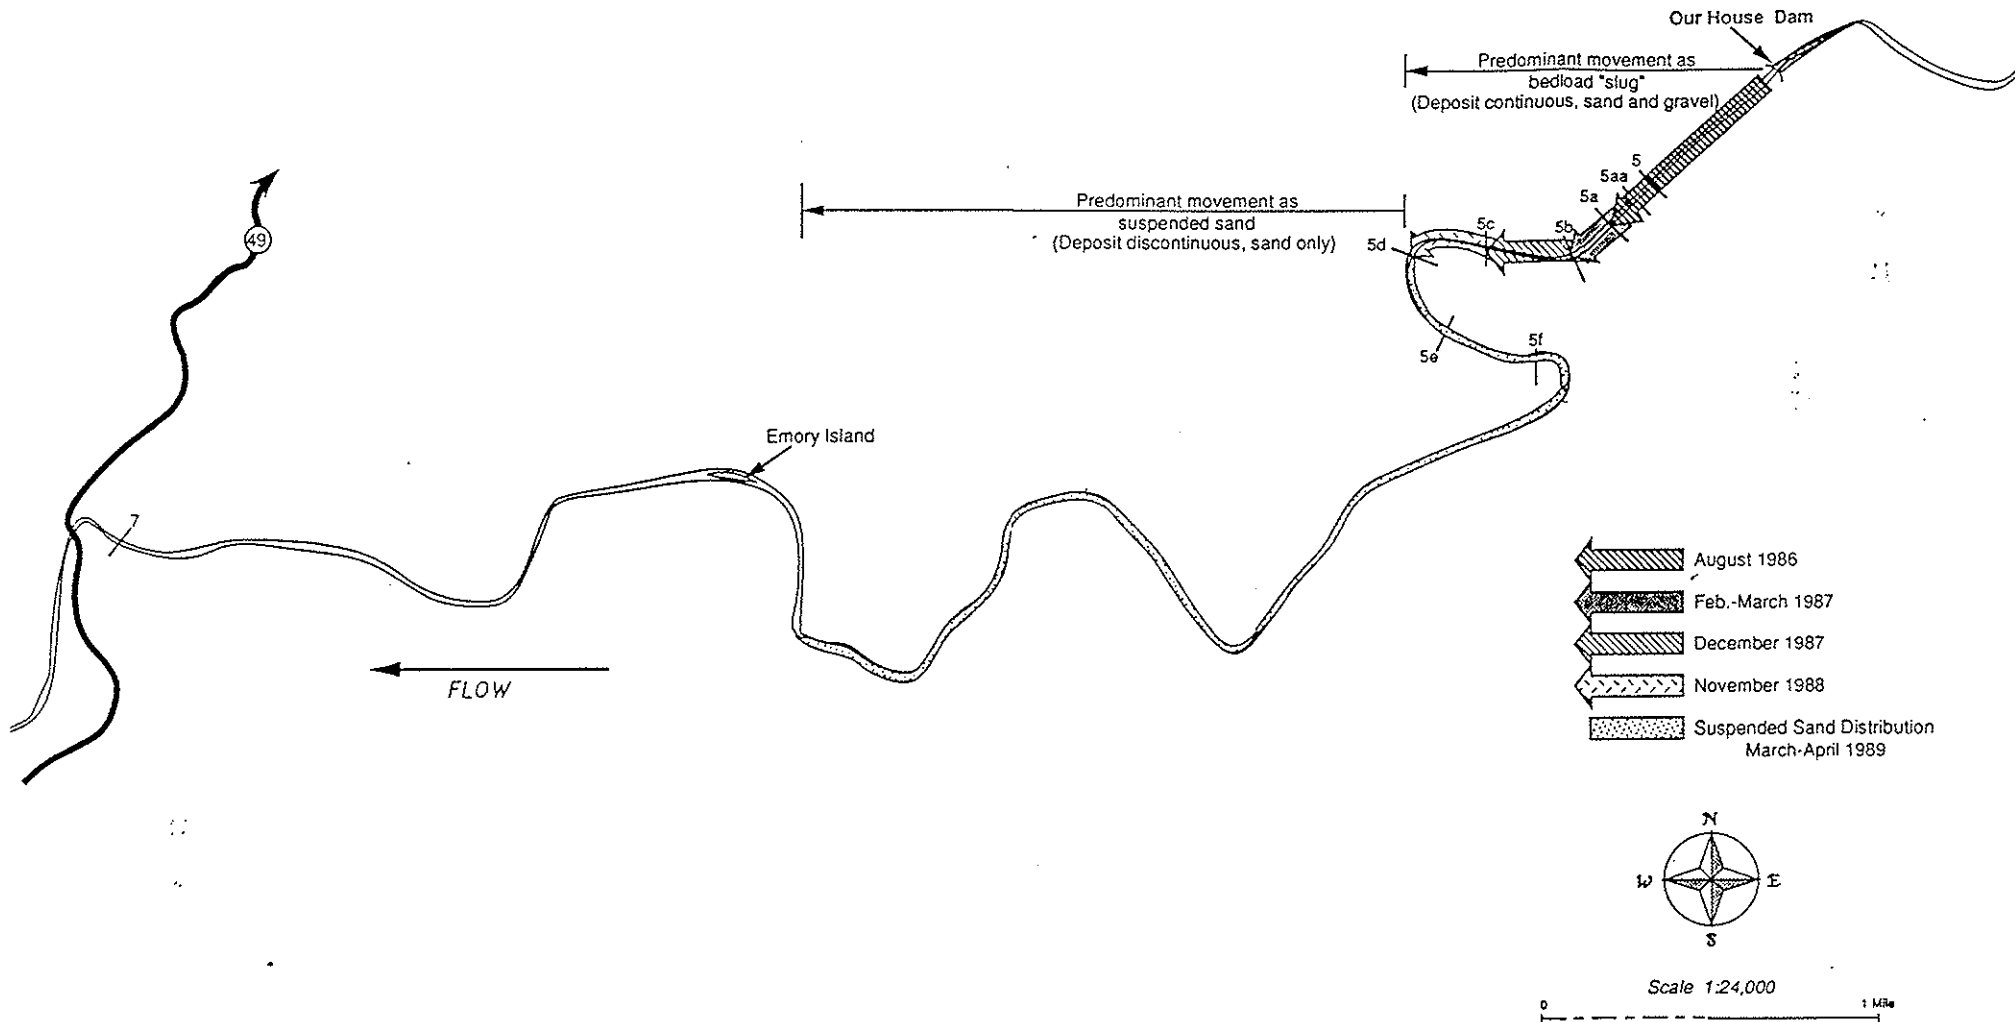 Our House Dam
Predominant movement as
bedload "slug"
(Deposit continuous, sand and gravel)
5
5aa
5a
49
Predominant movement as
suspended sand
(Deposit discontinuous, sand only)
5d
5c
5b
5e
5f
Emory Island
7
FLOW
August 1986
Feb.-March 1987
December 1987
November 1988
Suspended Sand Distribution
March-April 1989
N
W
E
S
Scale 1:24,000
0
1 Mile